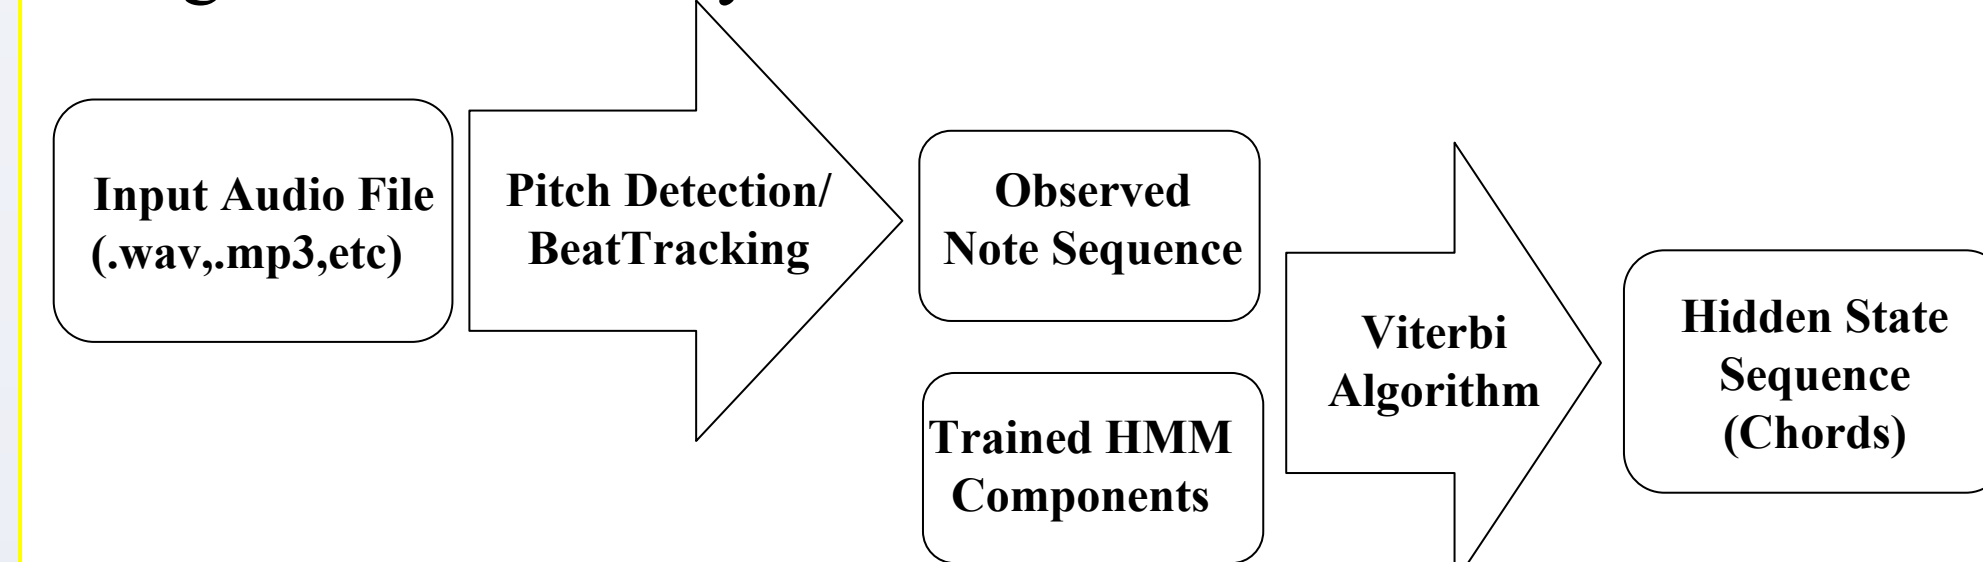 Input Audio File
(.wav,.mp3,etc)
Pitch Detection/
BeatTracking
Observed
Note Sequence
Trained HMM
Components
Viterbi
Algorithm
Hidden State
Sequence
(Chords)